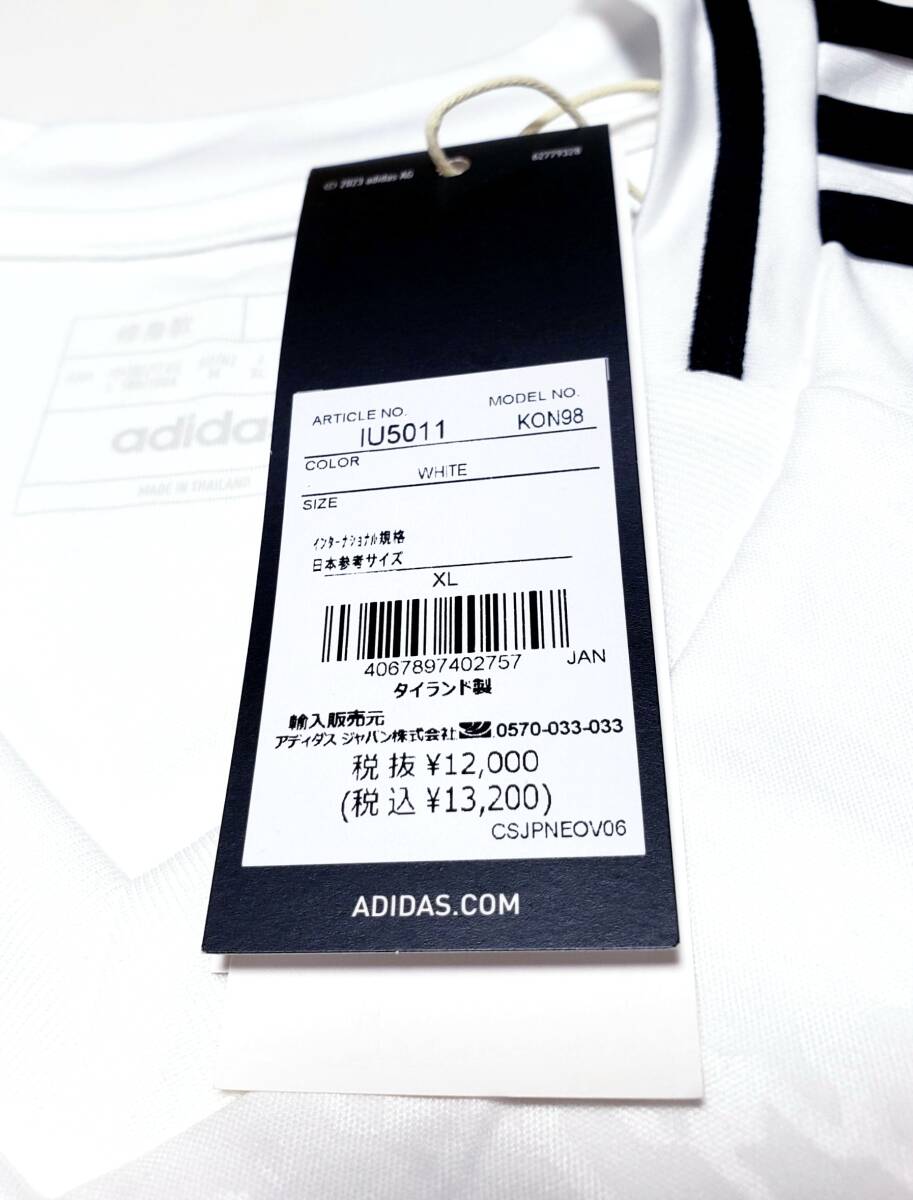 © 2023 adidas AG
62779328
ARTICLE NO.
MODEL NO.
IU5011
KON98
COLOR
WHITE
SIZE
インターナショナル規格
日本参考サイズ
XL
4067897402757
JAN
タイランド製
輸入販売元
アディダス ジャパン株式会社 0570-033-033
税抜 ¥12,000
(税込 ¥13,200)
CSJPNEOV06
ADIDAS.COM
adidas
MADE IN THAILAND